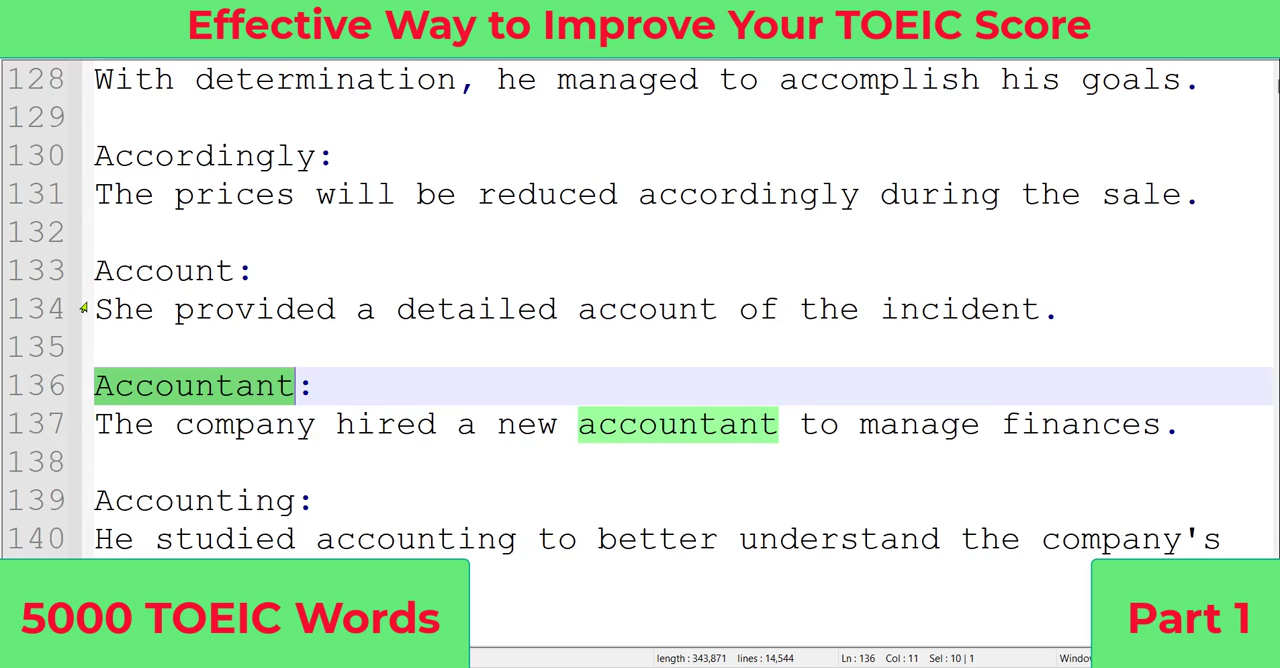 Effective Way to Improve Your TOEIC Score
128 With determination, he managed to accomplish his goals.
129
130 Accordingly:
131 The prices will be reduced accordingly during the sale.
132
133 Account:
134 She provided a detailed account of the incident.
135
136 Accountant:
137 The company hired a new accountant to manage finances.
138
139 Accounting:
140 He studied accounting to better understand the company's
5000 TOEIC Words
Part 1
length : 343,871 lines : 14,544 Ln : 136 Col : 11 Sel : 10 | 1